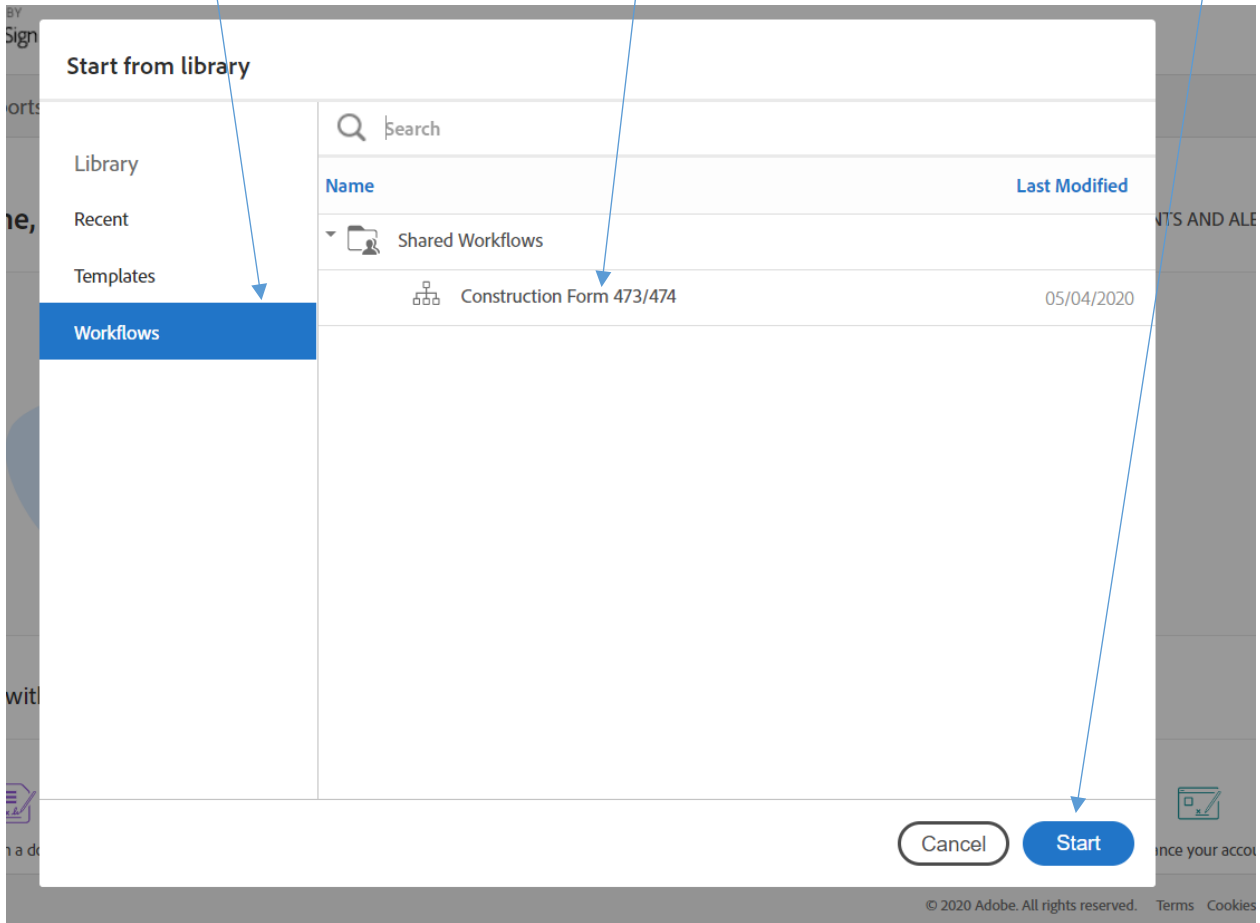 BY
Sign
Start from library
orts
Search
Library
Name Last Modified
Recent
ne,
NTS AND ALE
Shared Workflows
Templates
Construction Form 473/474 05/04/2020
Workflows
with
Cancel Start
n a do
nce your accou
© 2020 Adobe. All rights reserved. Terms Cookies